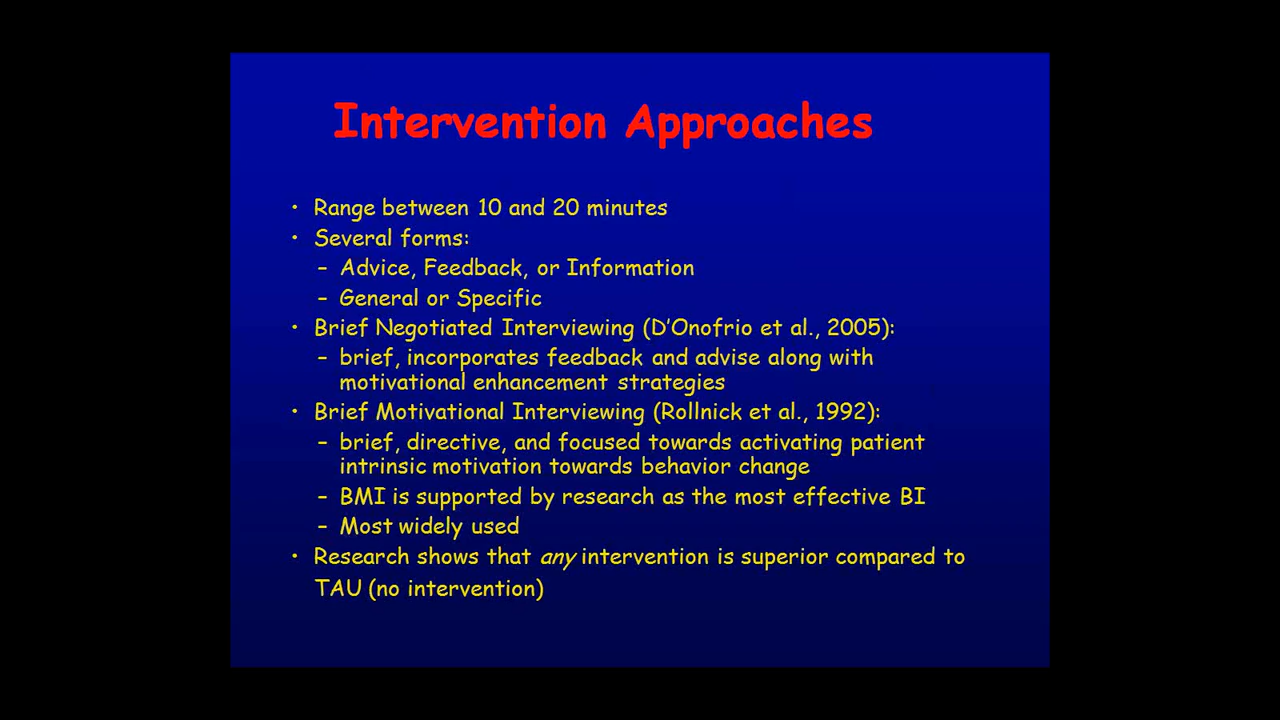 Intervention Approaches
• Range between 10 and 20 minutes
• Several forms:
– Advice, Feedback, or Information
– General or Specific
• Brief Negotiated Interviewing (D’Onofrio et al., 2005):
– brief, incorporates feedback and advise along with
motivational enhancement strategies
• Brief Motivational Interviewing (Rollnick et al., 1992):
– brief, directive, and focused towards activating patient
intrinsic motivation towards behavior change
– BMI is supported by research as the most effective BI
– Most widely used
• Research shows that any intervention is superior compared to
TAU (no intervention)